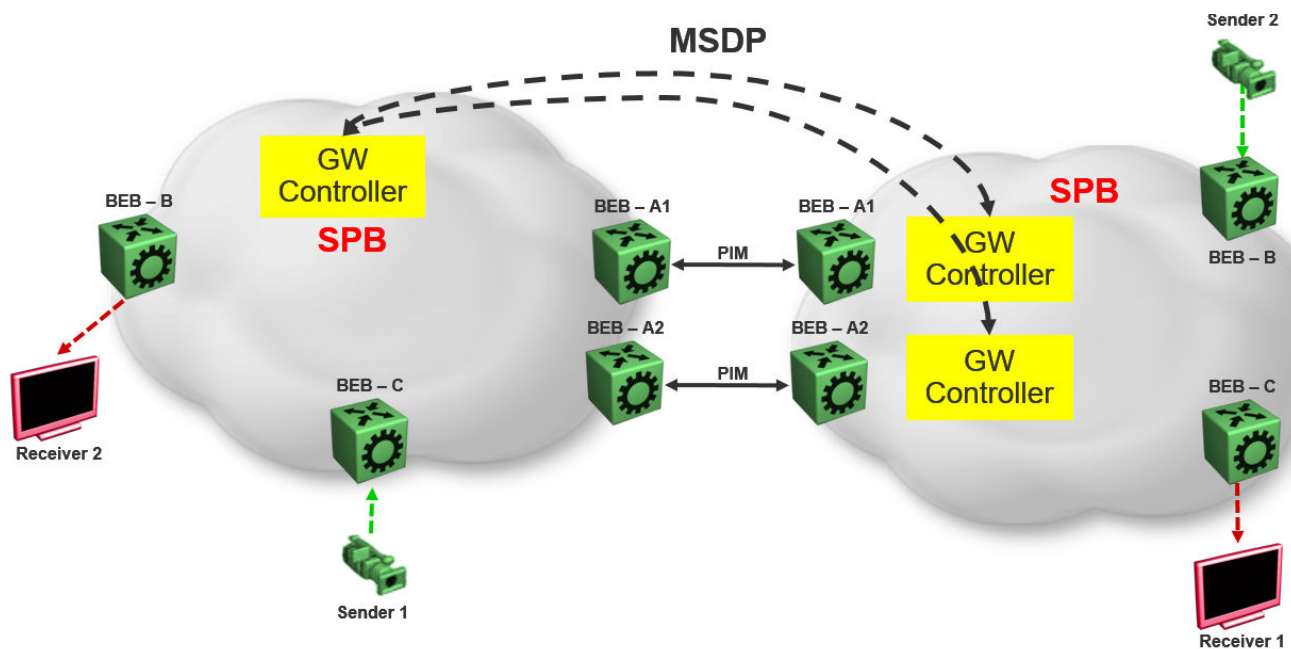 Sender 2
MSDP
GW
Controller
SPB
BEB – B
BEB – A1
BEB – A1
SPB
GW
Controller
BEB – B
PIM
BEB – A2
BEB – A2
GW
Controller
PIM
BEB – C
BEB – C
Receiver 2
Sender 1
Receiver 1